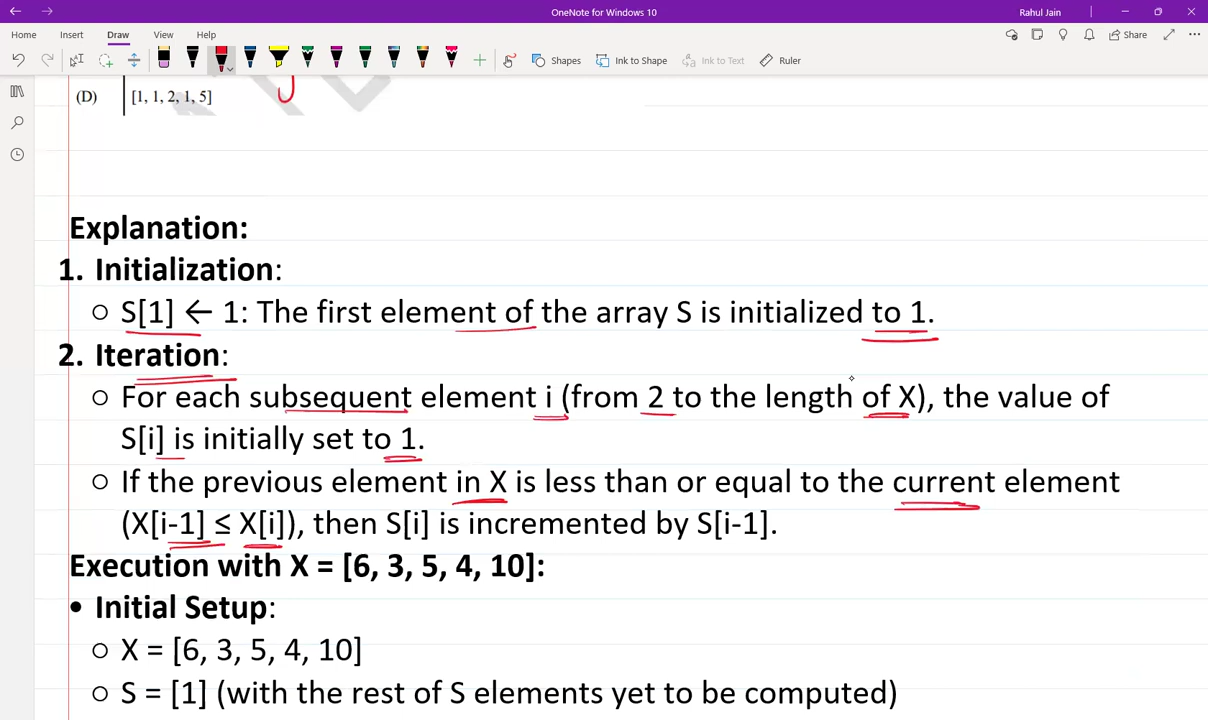 OneNote for Windows 10
Rahul Jain
Home Insert Draw View Help
Share
Shapes Ink to Shape Ink to Text Ruler
(D) [1, 1, 2, 1, 5]
Explanation:
1. Initialization:
○ S[1] ← 1: The first element of the array S is initialized to 1.
2. Iteration:
○ For each subsequent element i (from 2 to the length of X), the value of
S[i] is initially set to 1.
○ If the previous element in X is less than or equal to the current element
(X[i-1] ≤ X[i]), then S[i] is incremented by S[i-1].
Execution with X = [6, 3, 5, 4, 10]:
• Initial Setup:
○ X = [6, 3, 5, 4, 10]
○ S = [1] (with the rest of S elements yet to be computed)